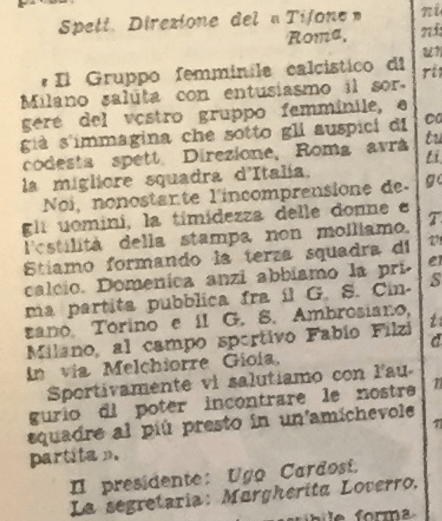 Spett. Direzione del « Tifone »
Roma.
« Il Gruppo femminile calcistico di
Milano saluta con entusiasmo il sor-
gere del vostro gruppo femminile, e
già s'immagina che sotto gli auspici di
codesta spett. Direzione, Roma avrà
la migliore squadra d'Italia.
Noi, nonostante l'incomprensione de-
gli uomini, la timidezza delle donne e
l'ostilità della stampa non molliamo.
Stiamo formando la terza squadra di
calcio. Domenica anzi abbiamo la pri-
ma partita pubblica fra il G. S. Cin-
zano, Torino e il G. S. Ambrosiano,
Milano, al campo sportivo Fabio Filzi
in via Melchiorre Gioia.
Sportivamente vi salutiamo con l'au-
gurio di poter incontrare le nostre
squadre al più presto in un'amichevole
partita ».
Il presidente: Ugo Cardosi.
La segretaria: Margherita Loverro.